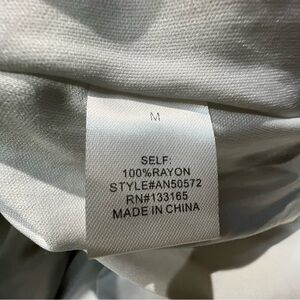 M
SELF:
100%RAYON
STYLE#AN50572
RN#133165
MADE IN CHINA